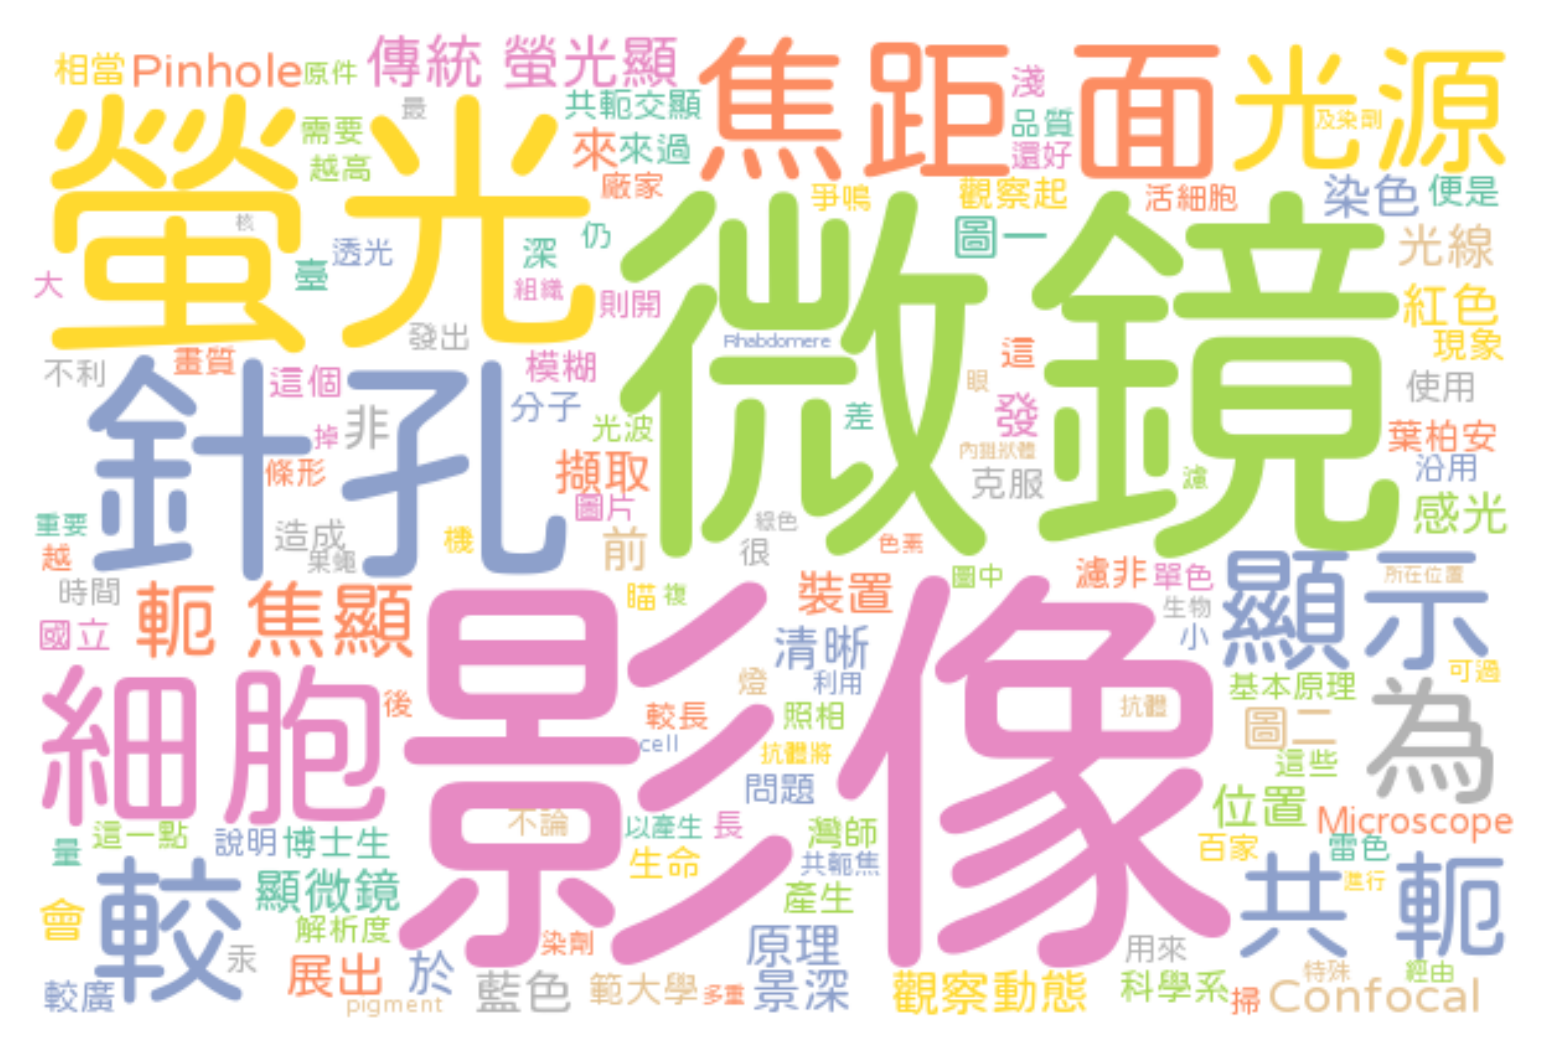 相當 Pinhole 原件 傳統 螢光顯 焦距面 淺 光源
最 共軛交顯 品質 及染劑
螢光 需要 來 來過 還好
越高 廠家 爭鳴 觀察起 活細胞 染色 便是
核 透光 深 仍 圖一 光線
大 臺 組織 則開 微鏡 紅色
發出 Rhabdomere 這 現象
不利 畫質 這個 模糊 眼 使用
針孔 非 分子 光波 差 發 葉柏安
掉 內鏈狀體 沿用
條形 擷取 克服 濾 感光
重要 造成 機 圖片 綠色
越 果蠅 前 很 色素
時間 軛 焦顯 瞄 複 裝置 圖中 濾非 單色 顯示 所在位置
國立 影像 清晰 生物 小 可過
細胞 後 燈 利用 抗體 基本原理 為
較長 照相 圖二
cell 抗體將 這些
不論 問題 位置 Microscope
量 這一點 說明 博士生 以產生 長 灣師 百家 雷色
較 顯微鏡 生命 共軛焦 共軛 進行
會 解析度 產生
汞 展出 於 染劑 原理 用來 特殊 經由
較廣 pigment 藍色 範大學 多重 景深 觀察動態 科學系 掃 Confocal